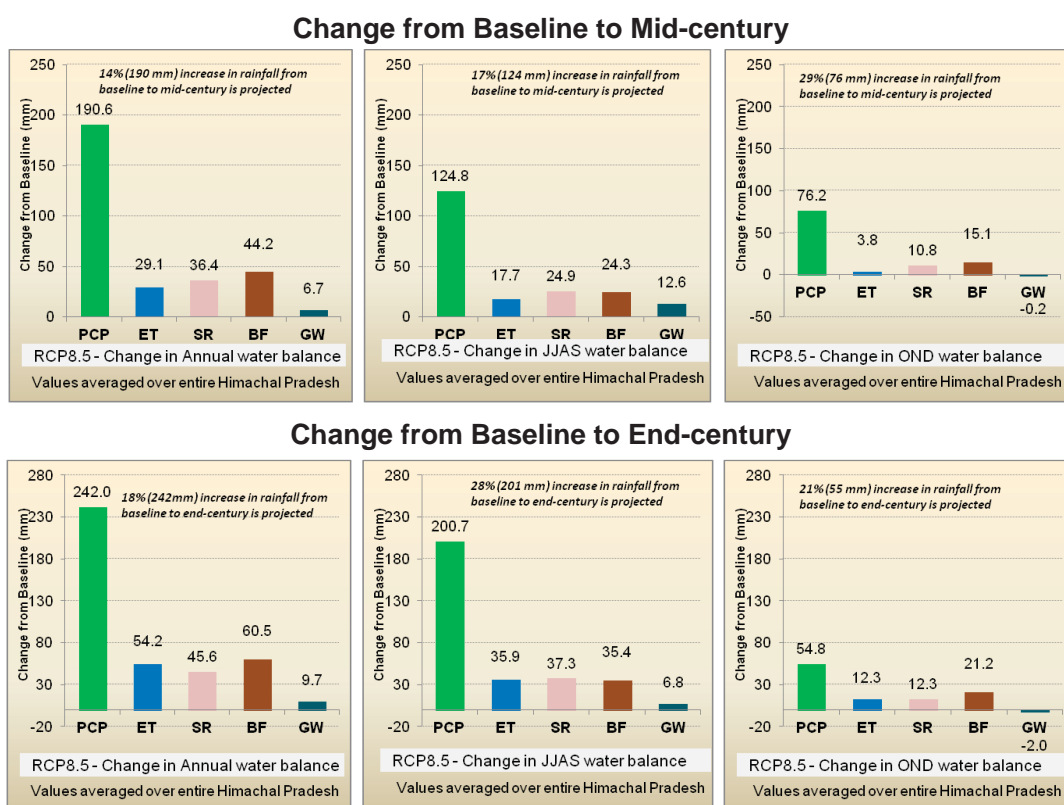 Change from Baseline to Mid-century
Change from Baseline (mm)
250
200
150
100
50
0
14% (190 mm) increase in rainfall from
baseline to mid-century is projected
190.6
29.1
36.4
44.2
6.7
PCP ET SR BF GW
RCP8.5 - Change in Annual water balance
Values averaged over entire Himachal Pradesh
Change from Baseline (mm)
250
200
150
100
50
0
17% (124 mm) increase in rainfall from
baseline to mid-century is projected
124.8
17.7
24.9
24.3
12.6
PCP ET SR BF GW
RCP8.5 - Change in JJAS water balance
Values averaged over entire Himachal Pradesh
Change from Baseline (mm)
250
200
150
100
50
0
-50
29% (76 mm) increase in rainfall from
baseline to mid-century is projected
76.2
3.8
10.8
15.1
PCP ET SR BF GW
-0.2
RCP8.5 - Change in OND water balance
Values averaged over entire Himachal Pradesh
Change from Baseline to End-century
Change from Baseline (mm)
280
230
180
130
80
30
-20
18% (242mm) increase in rainfall from
baseline to end-century is projected
242.0
54.2
45.6
60.5
9.7
PCP ET SR BF GW
RCP8.5 - Change in Annual water balance
Values averaged over entire Himachal Pradesh
Change from Baseline (mm)
280
230
180
130
80
30
-20
28% (201 mm) increase in rainfall from
baseline to end-century is projected
200.7
35.9
37.3
35.4
6.8
PCP ET SR BF GW
RCP8.5 - Change in JJAS water balance
Values averaged over entire Himachal Pradesh
Change from Baseline (mm)
280
230
180
130
80
30
-20
21% (55 mm) increase in rainfall from
baseline to end-century is projected
54.8
12.3
12.3
21.2
PCP ET SR BF GW
-2.0
RCP8.5 - Change in OND water balance
Values averaged over entire Himachal Pradesh